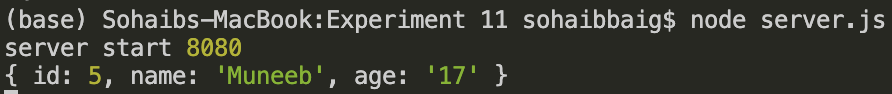 (base) Sohaibs-MacBook:Experiment 11 sohaibbaig$ node server.js
server start 8080
{ id: 5, name: 'Muneeb', age: '17' }